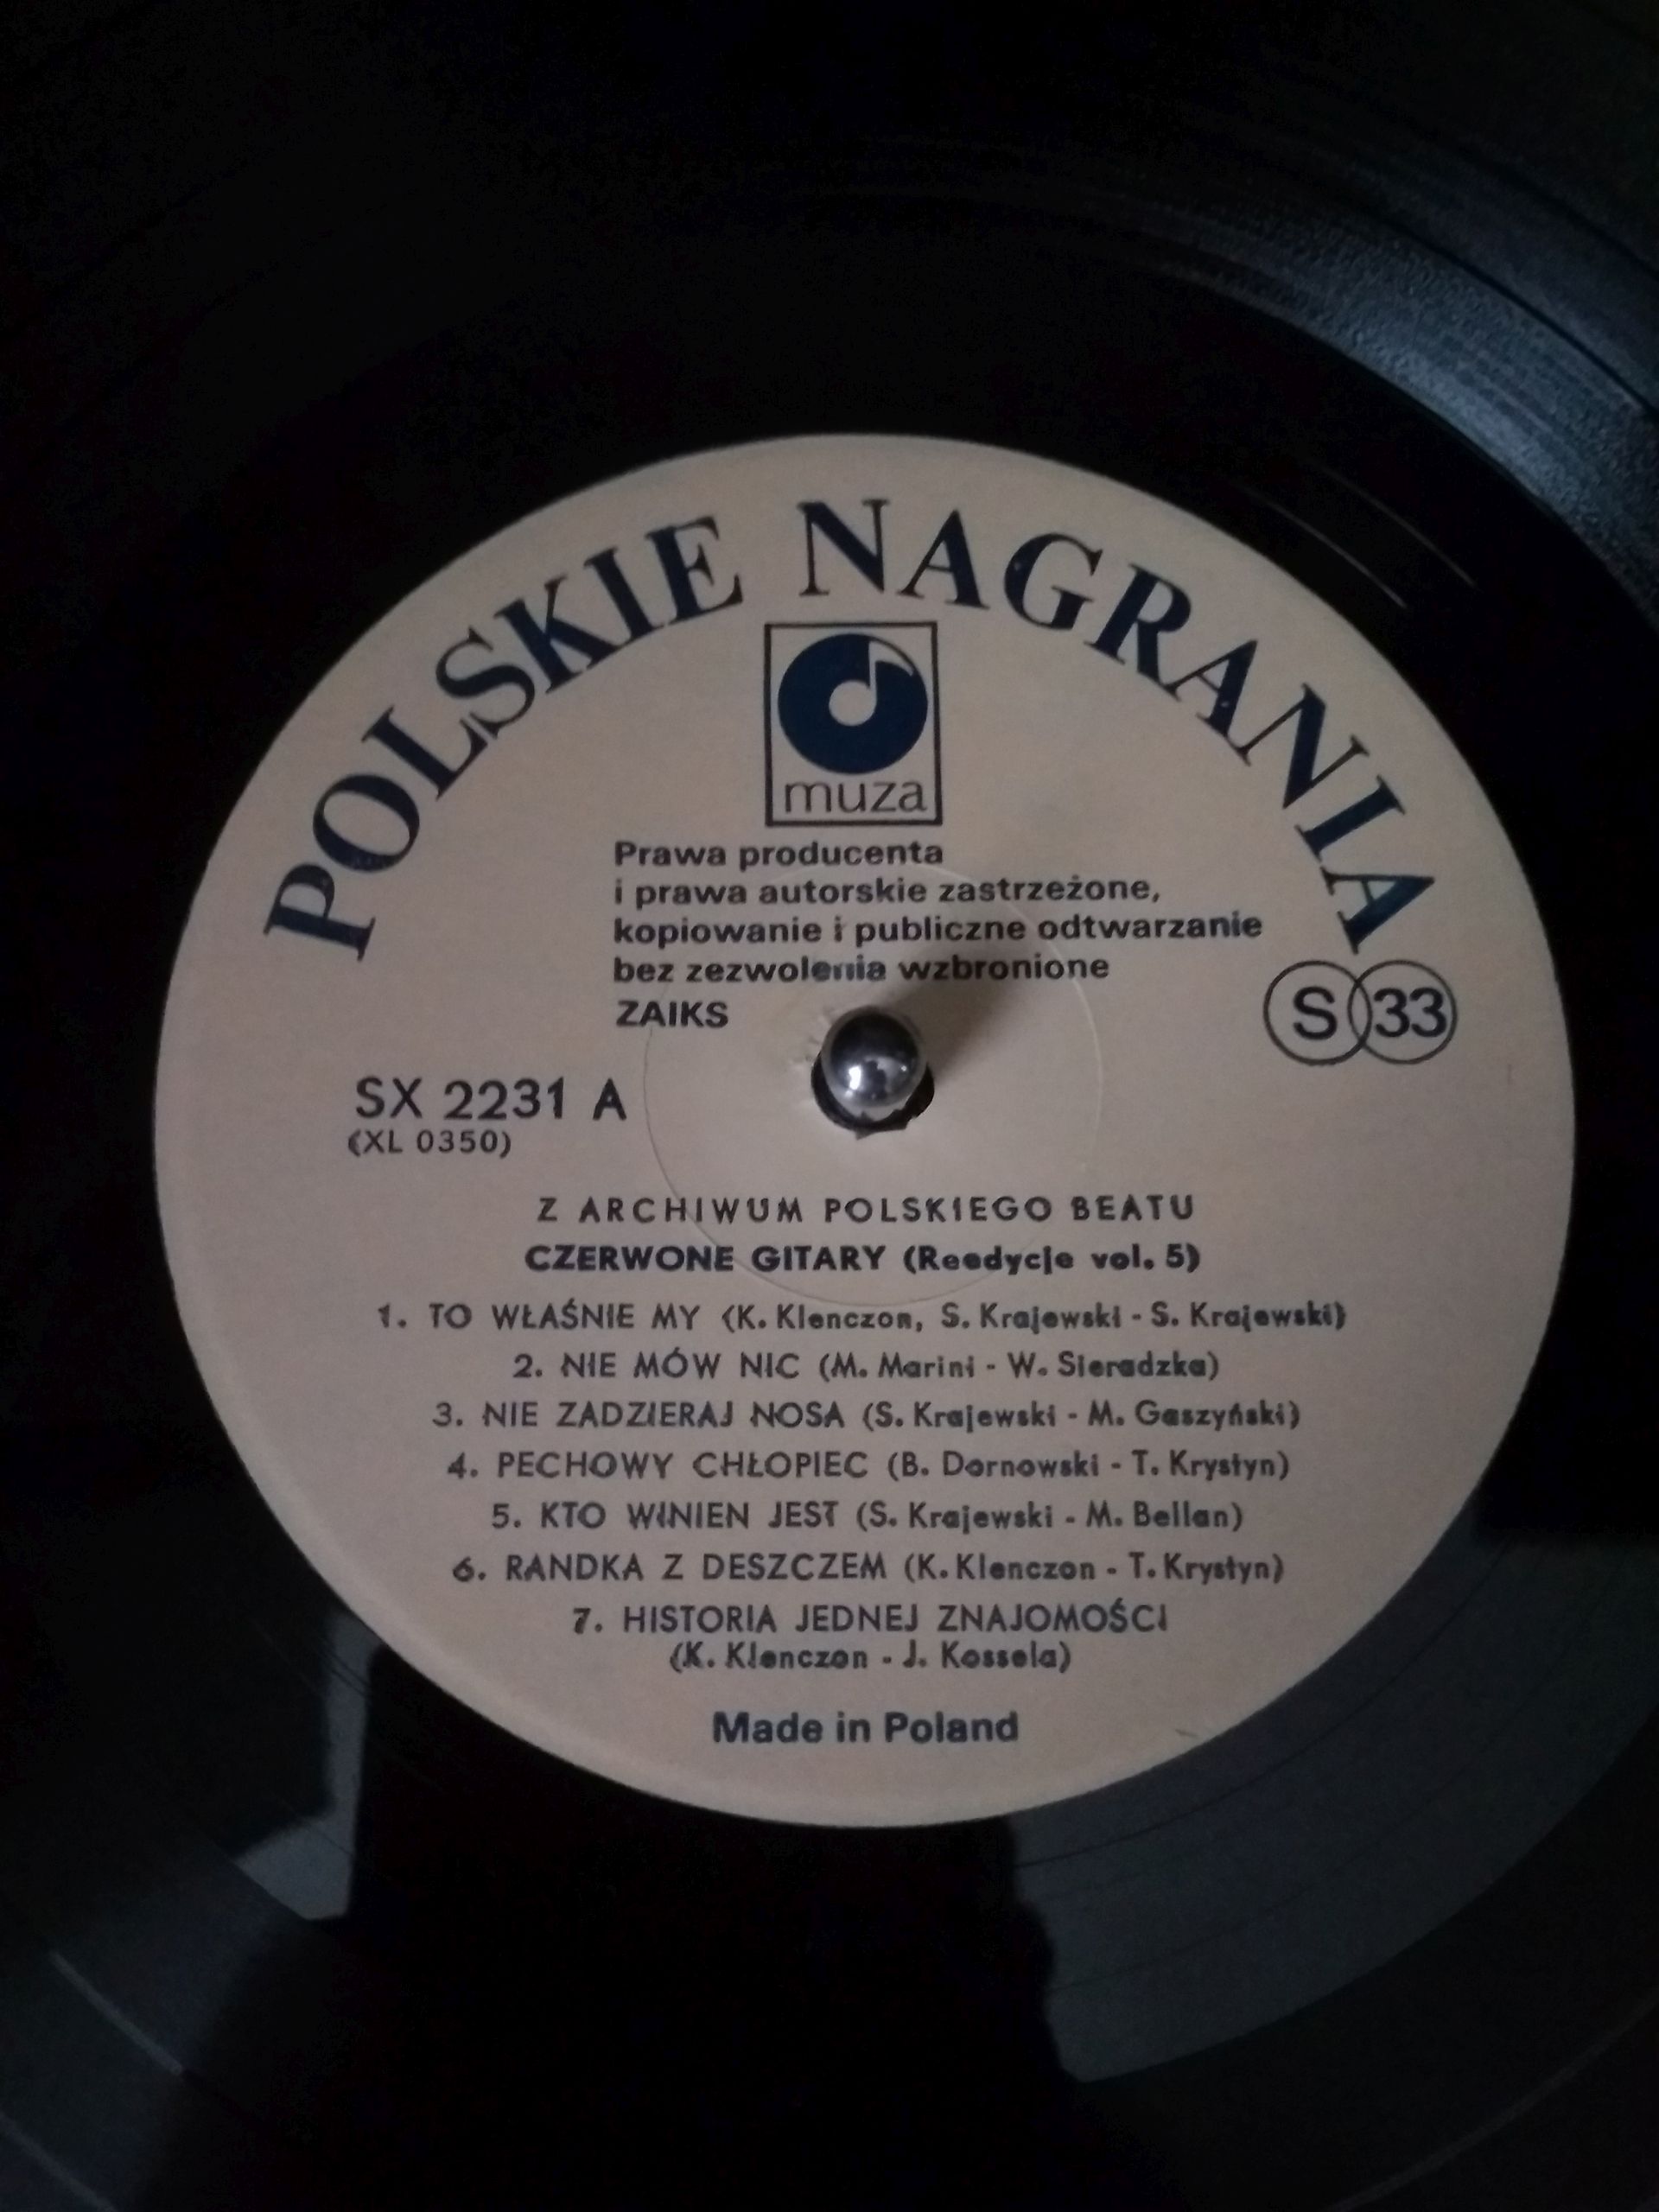 POLSKIE NAGRANIA
muza
Prawa producenta
i prawa autorskie zastrzeżone,
kopiowanie i publiczne odtwarzanie
bez zezwolenia wzbronione
ZAIKS
S 33
SX 2231 A
(XL 0350)
Z ARCHIWUM POLSKIEGO BEATU
CZERWONE GITARY (Reedycje vol. 5)
1. TO WŁAŚNIE MY (K. Klenczon, S. Krajewski - S. Krajewski)
2. NIE MÓW NIC (M. Marini - W. Sieradzka)
3. NIE ZADZIERAJ NOSA (S. Krajewski - M. Gaszyński)
4. PECHOWY CHŁOPIEC (B. Dornowski - T. Krystyn)
5. KTO WINIEN JEST (S. Krajewski - M. Bellan)
6. RANDKA Z DESZCZEM (K. Klenczon - T. Krystyn)
7. HISTORIA JEDNEJ ZNAJOMOŚCI
(K. Klenczon - J. Kossela)
Made in Poland